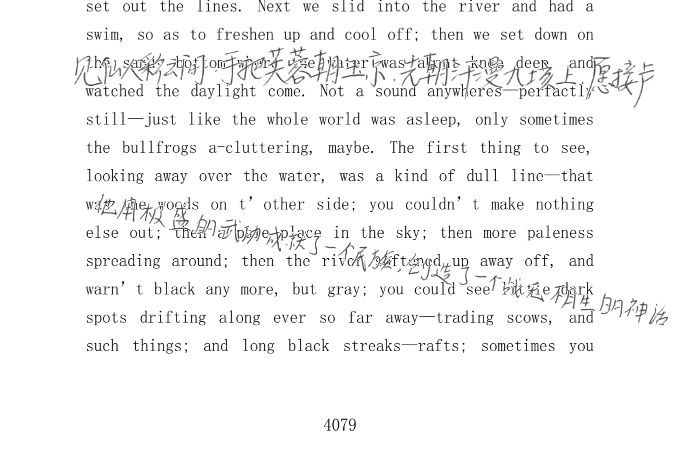 set out the lines. Next we slid into the river and had a
swim, so as to freshen up and cool off; then we set down on
the sandy bottom where the water was about knee deep, and
见仙人彩云间,手把芙蓉朝玉京,先期汗漫九垓上,愿接卢
watched the daylight come. Not a sound anywheres—perfectly
still—just like the whole world was asleep, only sometimes
the bullfrogs a-cluttering, maybe. The first thing to see,
looking away over the water, was a kind of dull line—that
was the woods on t’other side; you couldn’t make nothing
他用极盛的武功成疾了一个民族,创造了一个 相生的神话
else out; then a pale place in the sky; then more paleness
spreading around; then the river softened up away off, and
warn’t black any more, but gray; you could see little dark
spots drifting along ever so far away—trading scows, and
such things; and long black streaks—rafts; sometimes you
4079